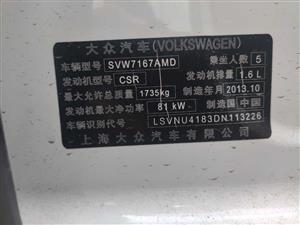 大众汽车(VOLKSWAGEN)
车辆型号 SVW7167AMD 乘坐人数 5
发动机型号 CSR 发动机排量 1.6 L
最大允许总质量 1735kg 制造年月 2013.10
发动机最大净功率 81 kW 制造国 中国
车辆识别代号 LSVNU4183DN113226
上海大众汽车有限公司制造